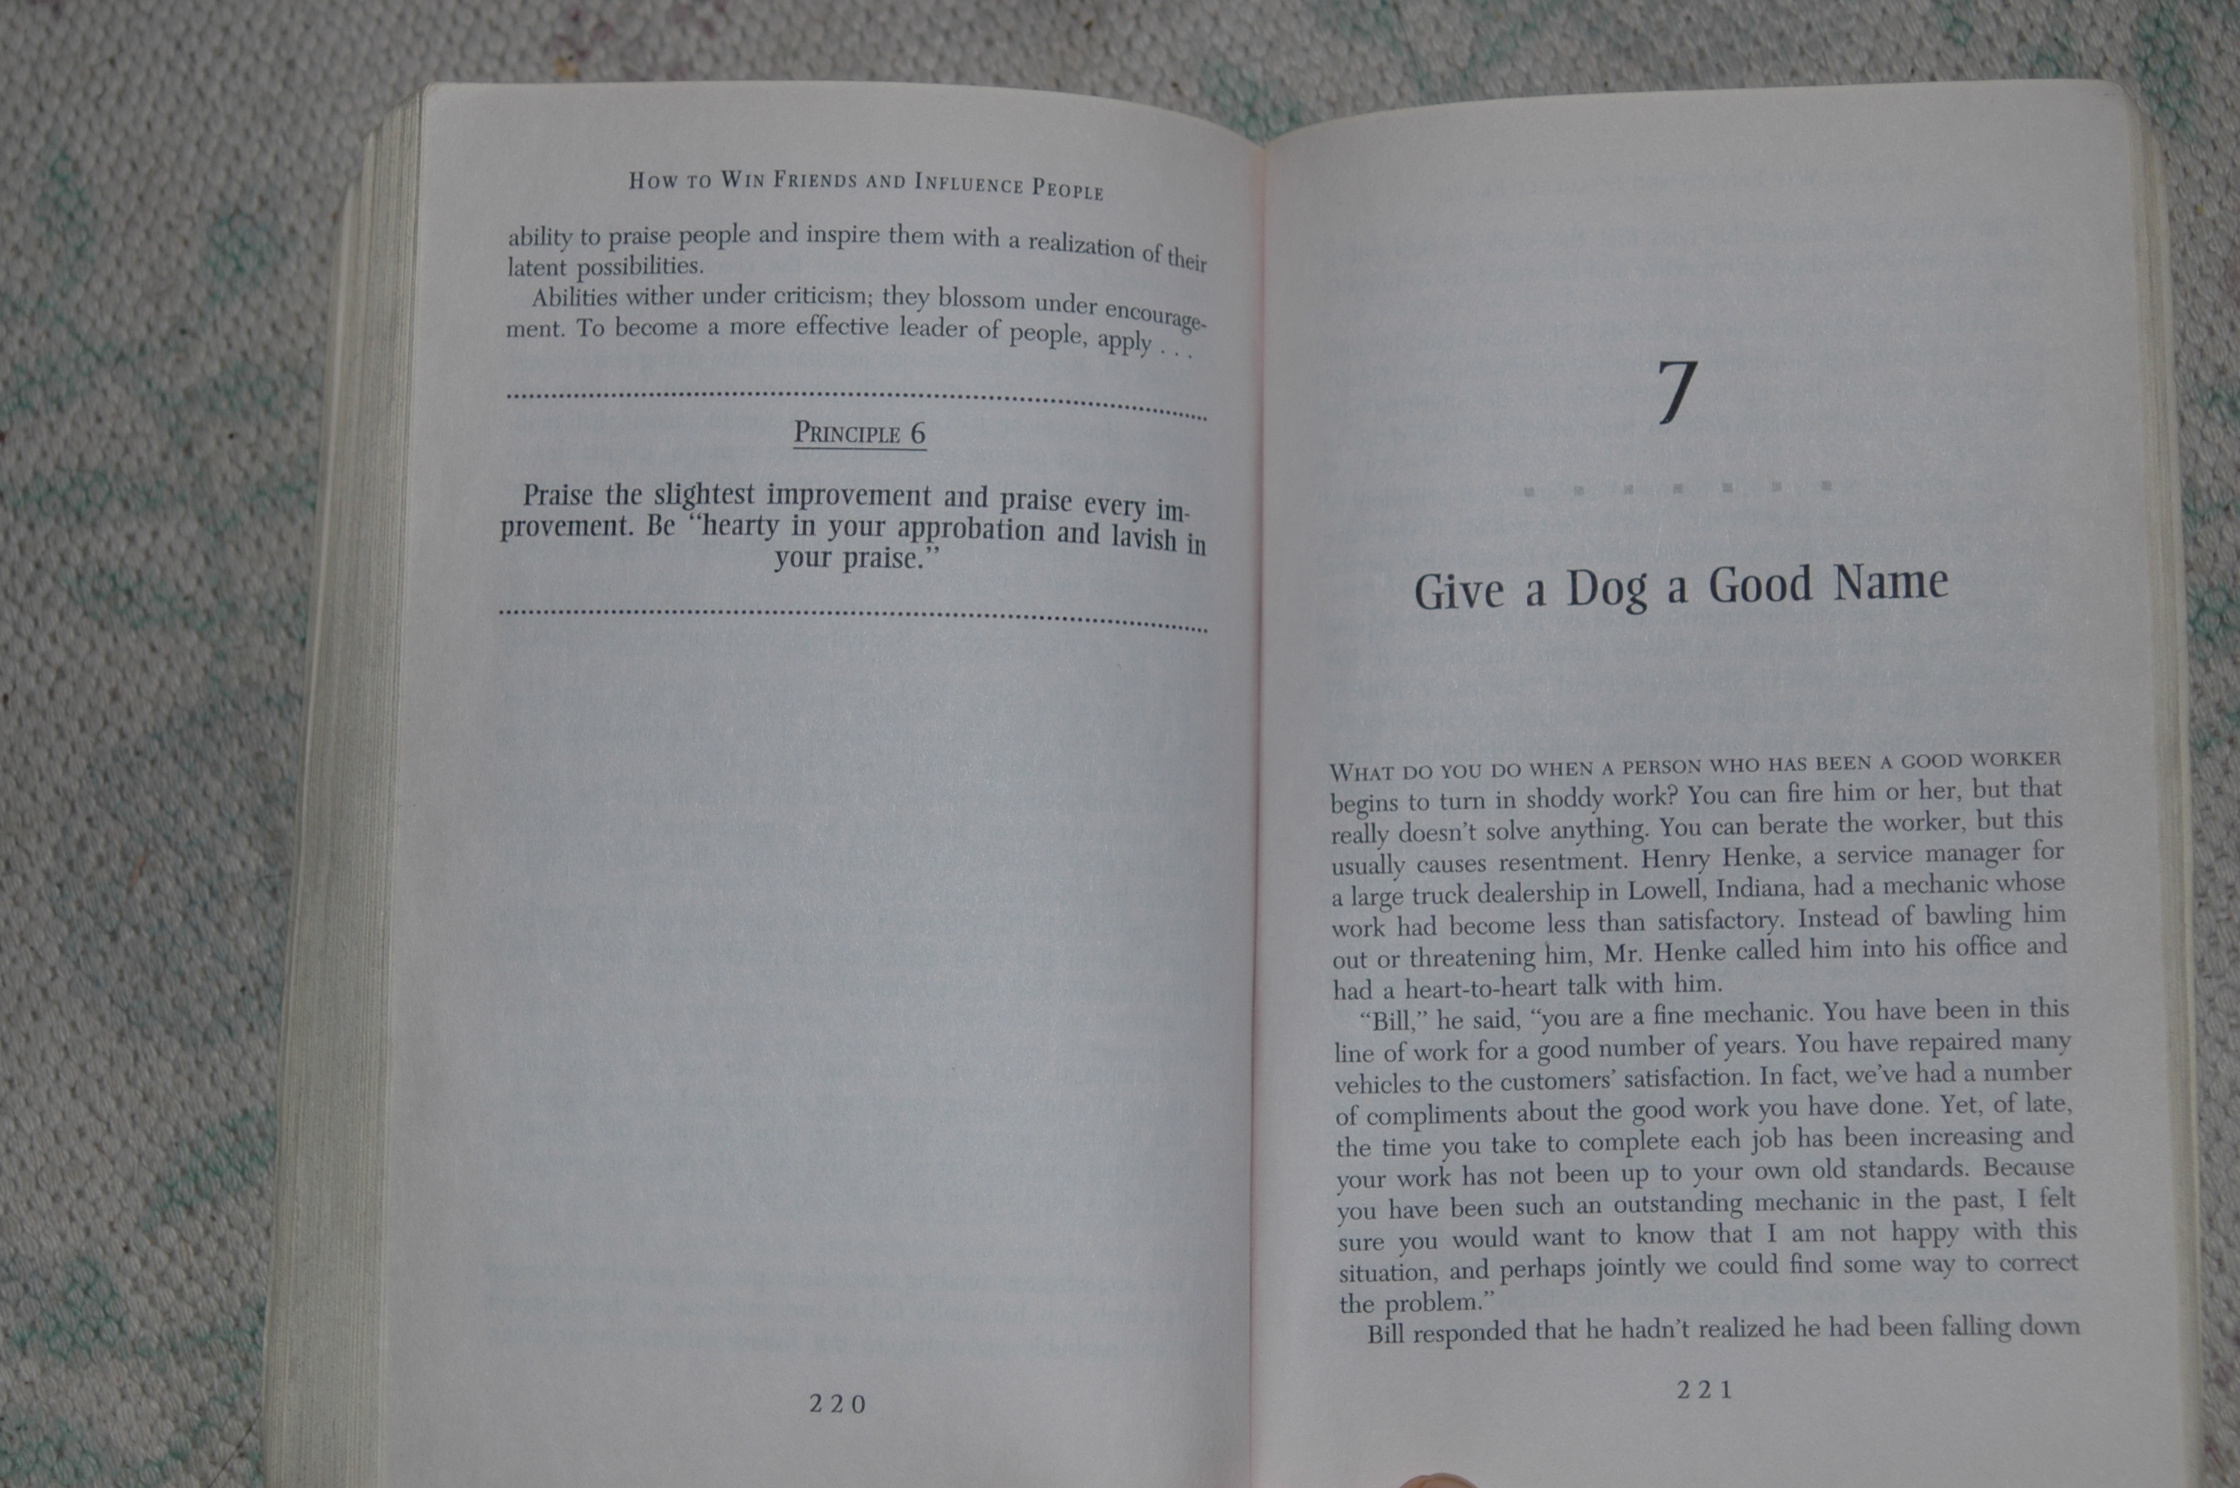 HOW TO WIN FRIENDS AND INFLUENCE PEOPLE
ability to praise people and inspire them with a realization of their
latent possibilities.
Abilities wither under criticism; they blossom under encourage-
ment. To become a more effective leader of people, apply . . .
PRINCIPLE 6
Praise the slightest improvement and praise every im-
provement. Be “hearty in your approbation and lavish in
your praise.”
220
7
Give a Dog a Good Name
WHAT DO YOU DO WHEN A PERSON WHO HAS BEEN A GOOD WORKER
begins to turn in shoddy work? You can fire him or her, but that
really doesn’t solve anything. You can berate the worker, but this
usually causes resentment. Henry Henke, a service manager for
a large truck dealership in Lowell, Indiana, had a mechanic whose
work had become less than satisfactory. Instead of bawling him
out or threatening him, Mr. Henke called him into his office and
had a heart-to-heart talk with him.
“Bill,” he said, “you are a fine mechanic. You have been in this
line of work for a good number of years. You have repaired many
vehicles to the customers’ satisfaction. In fact, we’ve had a number
of compliments about the good work you have done. Yet, of late,
the time you take to complete each job has been increasing and
your work has not been up to your own old standards. Because
you have been such an outstanding mechanic in the past, I felt
sure you would want to know that I am not happy with this
situation, and perhaps jointly we could find some way to correct
the problem.”
Bill responded that he hadn’t realized he had been falling down
221